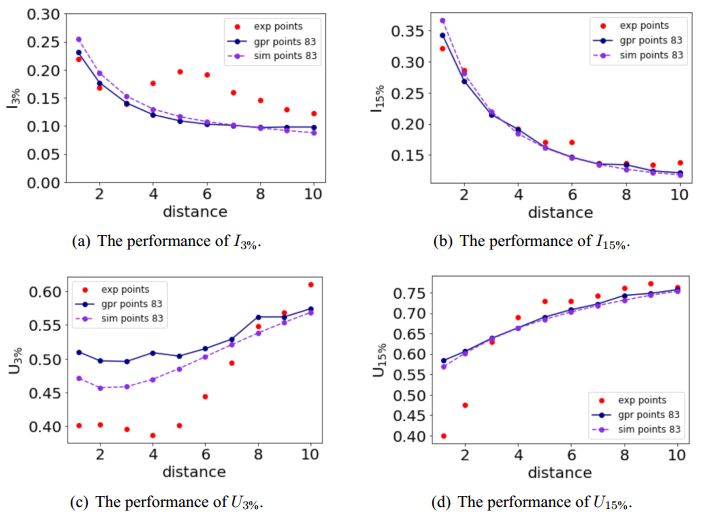 0.30
0.25
0.20
0.15
0.10
0.05
0.00
I3%
exp points
gpr points 83
sim points 83
2 4 6 8 10
distance
(a) The performance of I3%.
0.35
0.30
0.25
0.20
0.15
I15%
exp points
gpr points 83
sim points 83
2 4 6 8 10
distance
(b) The performance of I15%.
0.60
0.55
0.50
0.45
0.40
U3%
exp points
gpr points 83
sim points 83
2 4 6 8 10
distance
(c) The performance of U3%.
0.75
0.70
0.65
0.60
0.55
0.50
0.45
0.40
U15%
exp points
gpr points 83
sim points 83
2 4 6 8 10
distance
(d) The performance of U15%.